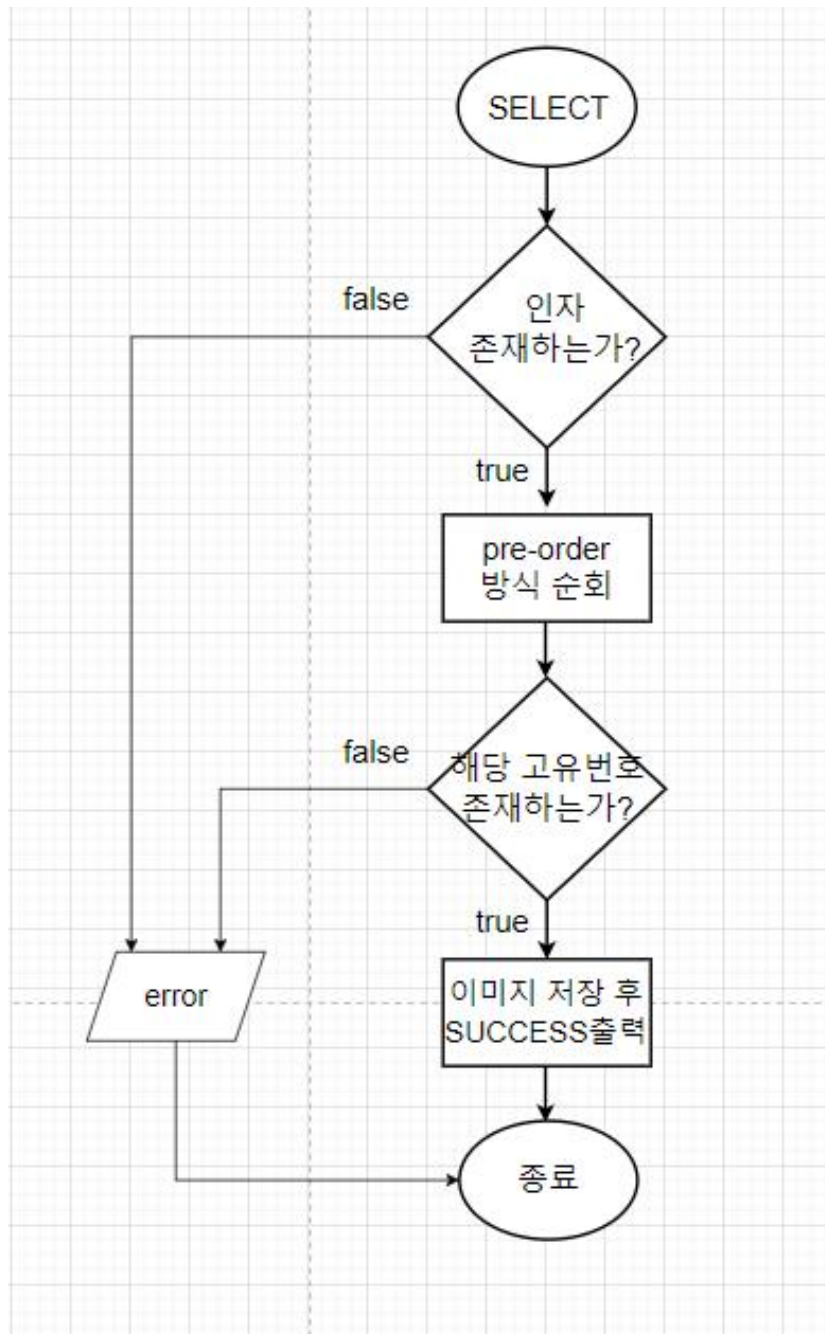 SELECT
false
인자
존재하는가?
true
pre-order
방식 순회
false
해당 고유번호
존재하는가?
true
error
이미지 저장 후
SUCCESS출력
종료